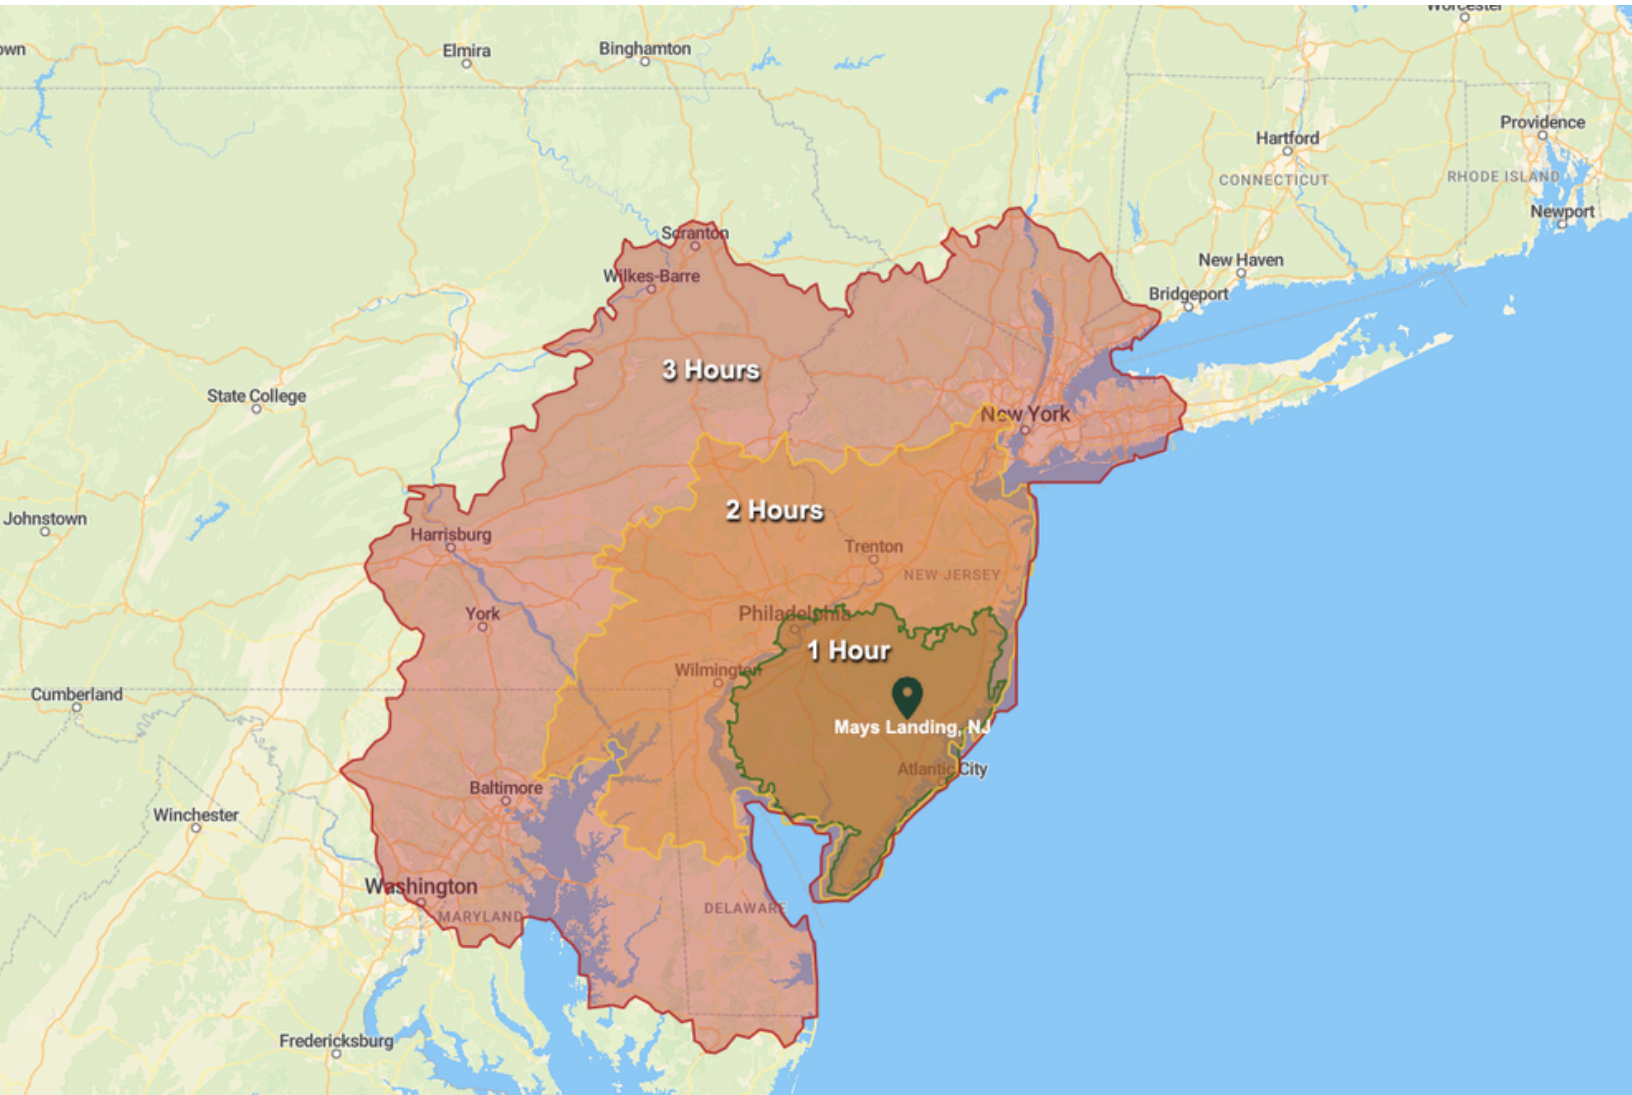 Worcester
own
Elmira
Binghamton
Providence
Hartford
CONNECTICUT
RHODE ISLAND
Newport
Scranton
New Haven
Wilkes-Barre
Bridgeport
3 Hours
State College
New York
2 Hours
Johnstown
Harrisburg
Trenton
NEW JERSEY
York
Philadelphia
1 Hour
Wilmington
Cumberland
Mays Landing, NJ
Atlantic City
Baltimore
Winchester
Washington
DELAWARE
MARYLAND
Fredericksburg